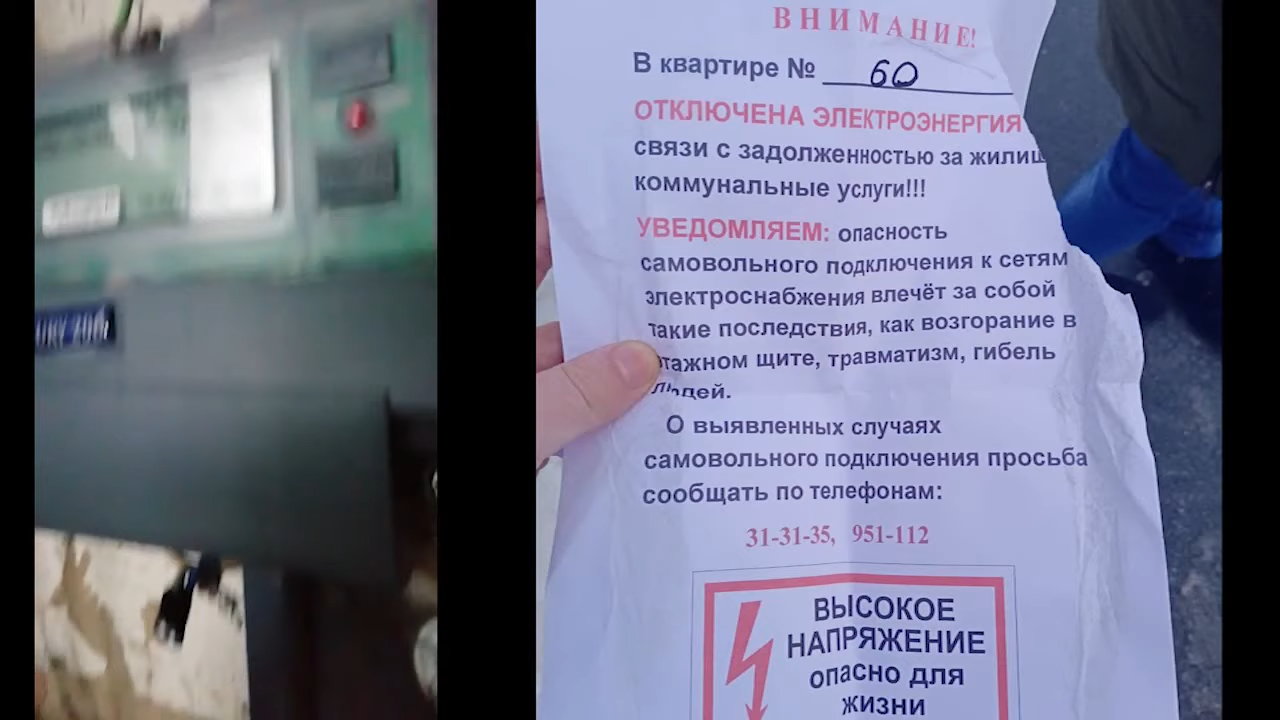 ВНИМАНИЕ!
В квартире № 60
ОТКЛЮЧЕНА ЭЛЕКТРОЭНЕРГИЯ
связи с задолженностью за жилищ
коммунальные услуги!!!
УВЕДОМЛЯЕМ: опасность
самовольного подключения к сетям
электроснабжения влечёт за собой
такие последствия, как возгорание в
этажном щите, травматизм, гибель
людей.
О выявленных случаях
самовольного подключения просьба
сообщать по телефонам:
31-31-35, 951-112
ВЫСОКОЕ
НАПРЯЖЕНИЕ
опасно для
жизни